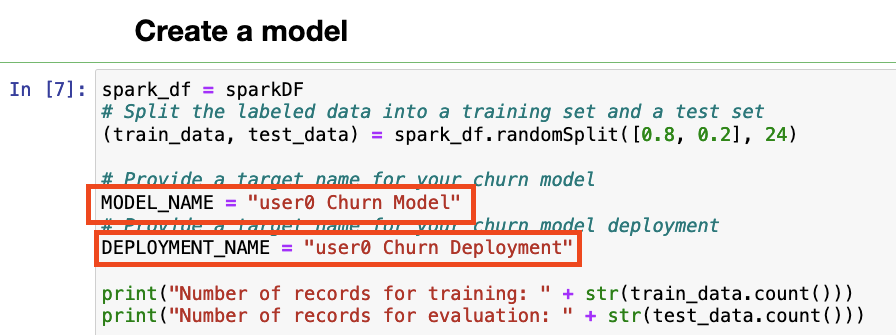 Create a model
In [7]: spark_df = sparkDF
# Split the labeled data into a training set and a test set
(train_data, test_data) = spark_df.randomSplit([0.8, 0.2], 24)
# Provide a target name for your churn model
MODEL_NAME = "user0 Churn Model"
# Provide a target name for your churn model deployment
DEPLOYMENT_NAME = "user0 Churn Deployment"
print("Number of records for training: " + str(train_data.count()))
print("Number of records for evaluation: " + str(test_data.count()))